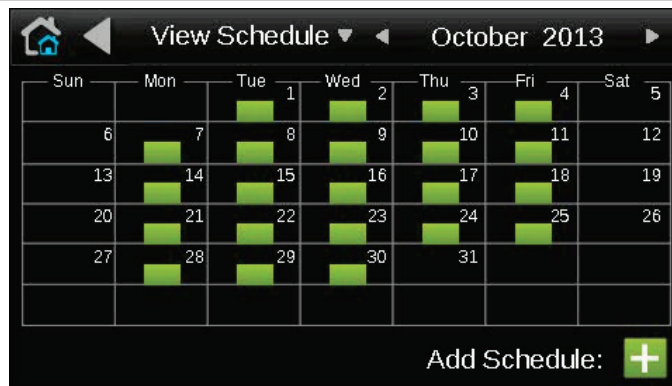 View Schedule October 2013
Sun Mon Tue Wed Thu Fri Sat
1 2 3 4 5
6 7 8 9 10 11 12
13 14 15 16 17 18 19
20 21 22 23 24 25 26
27 28 29 30 31
Add Schedule: